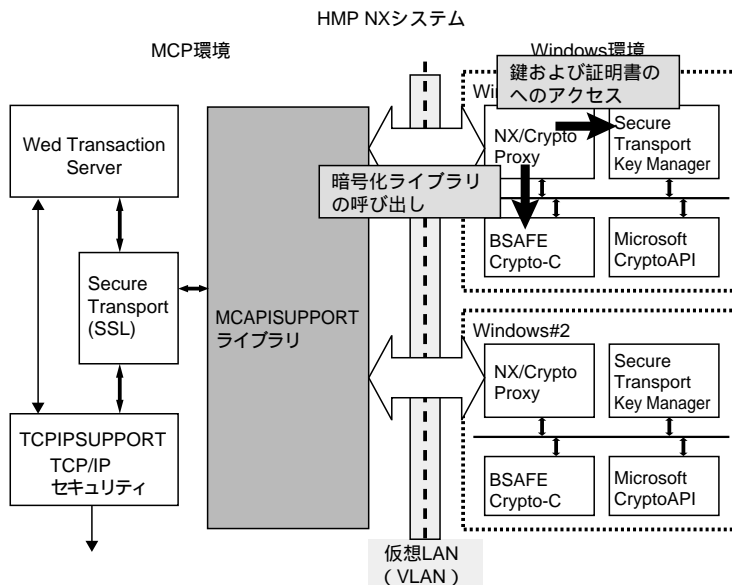 HMP NXシステム
MCP環境
Windows環境
鍵および証明書の
へのアクセス
Wi
Wed Transaction
Server
NX/Crypto
Proxy
Secure
Transport
Key Manager
暗号化ライブラリ
の呼び出し
BSAFE
Crypto-C
Microsoft
CryptoAPI
Secure
Transport
(SSL)
MCAPISUPPORT
ライブラリ
Windows#2
NX/Crypto
Proxy
Secure
Transport
Key Manager
TCPIPSUPPORT
TCP/IP
セキュリティ
BSAFE
Crypto-C
Microsoft
CryptoAPI
仮想LAN
(VLAN)